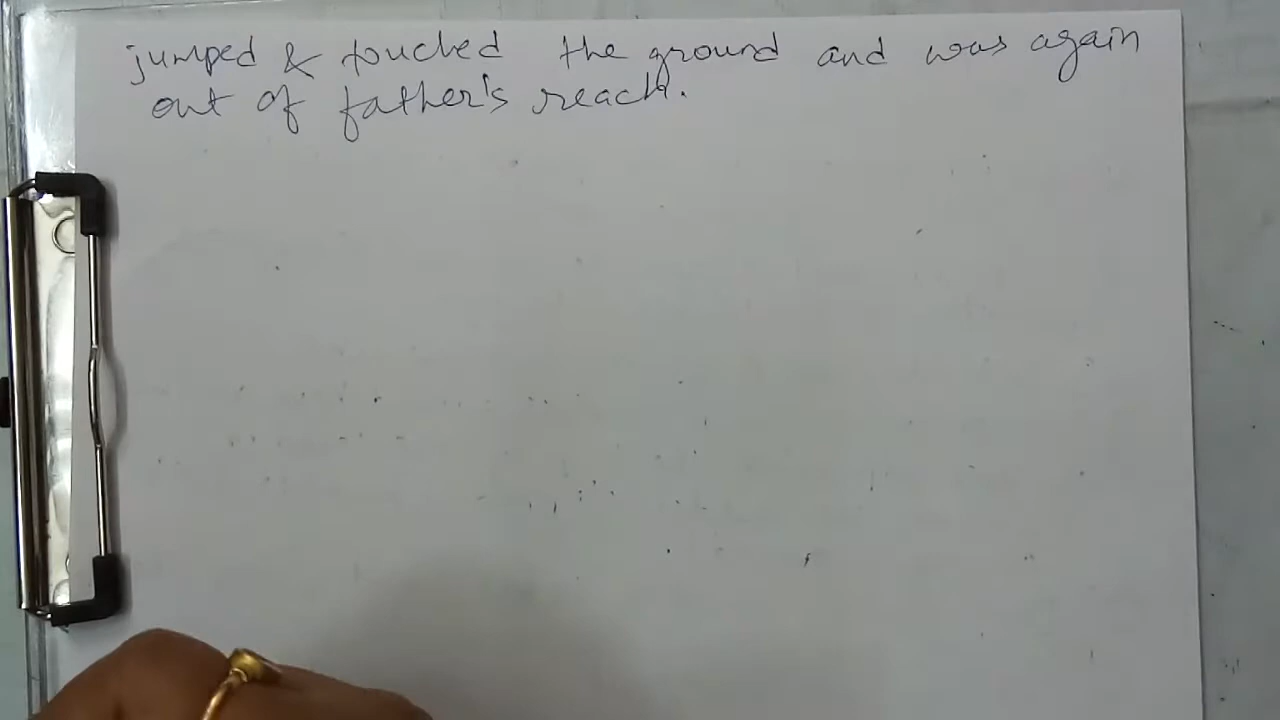 jumped & touched the ground and was again
out of father's reach.